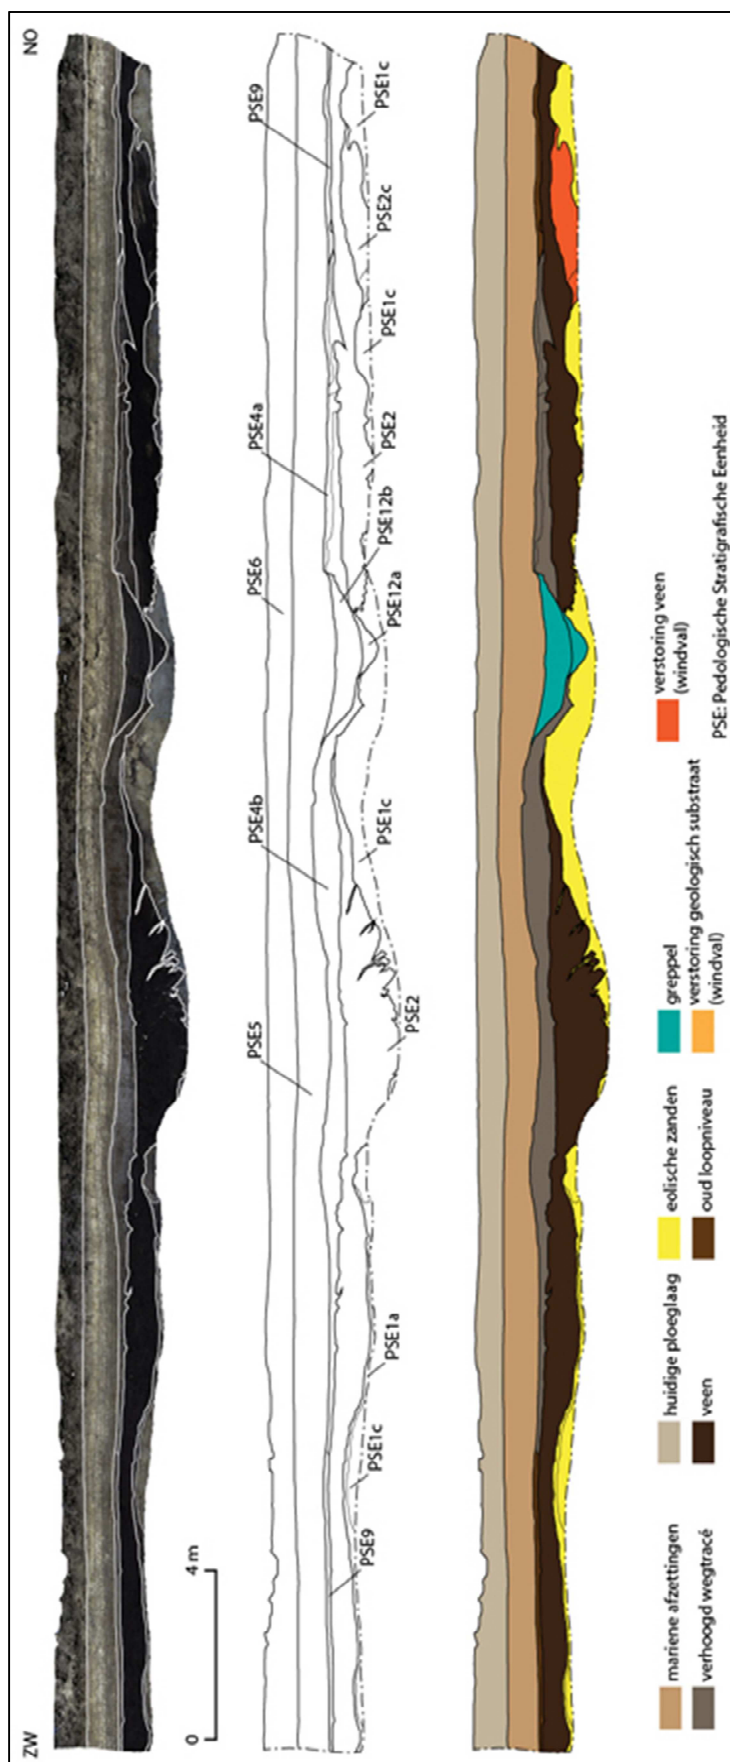 ZW
NO
0
4 m
PSE9
PSE1c
PSE1a
PSE5
PSE2
PSE4b
PSE1c
PSE6
PSE12a
PSE12b
PSE4a
PSE2
PSE1c
PSE2c
PSE9
PSE1c
mariene afzettingen
verhoogd wegtracé
huidige ploeglaag
veen
eolische zanden
oud loopniveau
greppel
verstoring geologisch substraat
(windval)
verstoring veen
(windval)
PSE: Pedologische Stratigrafische Eenheid